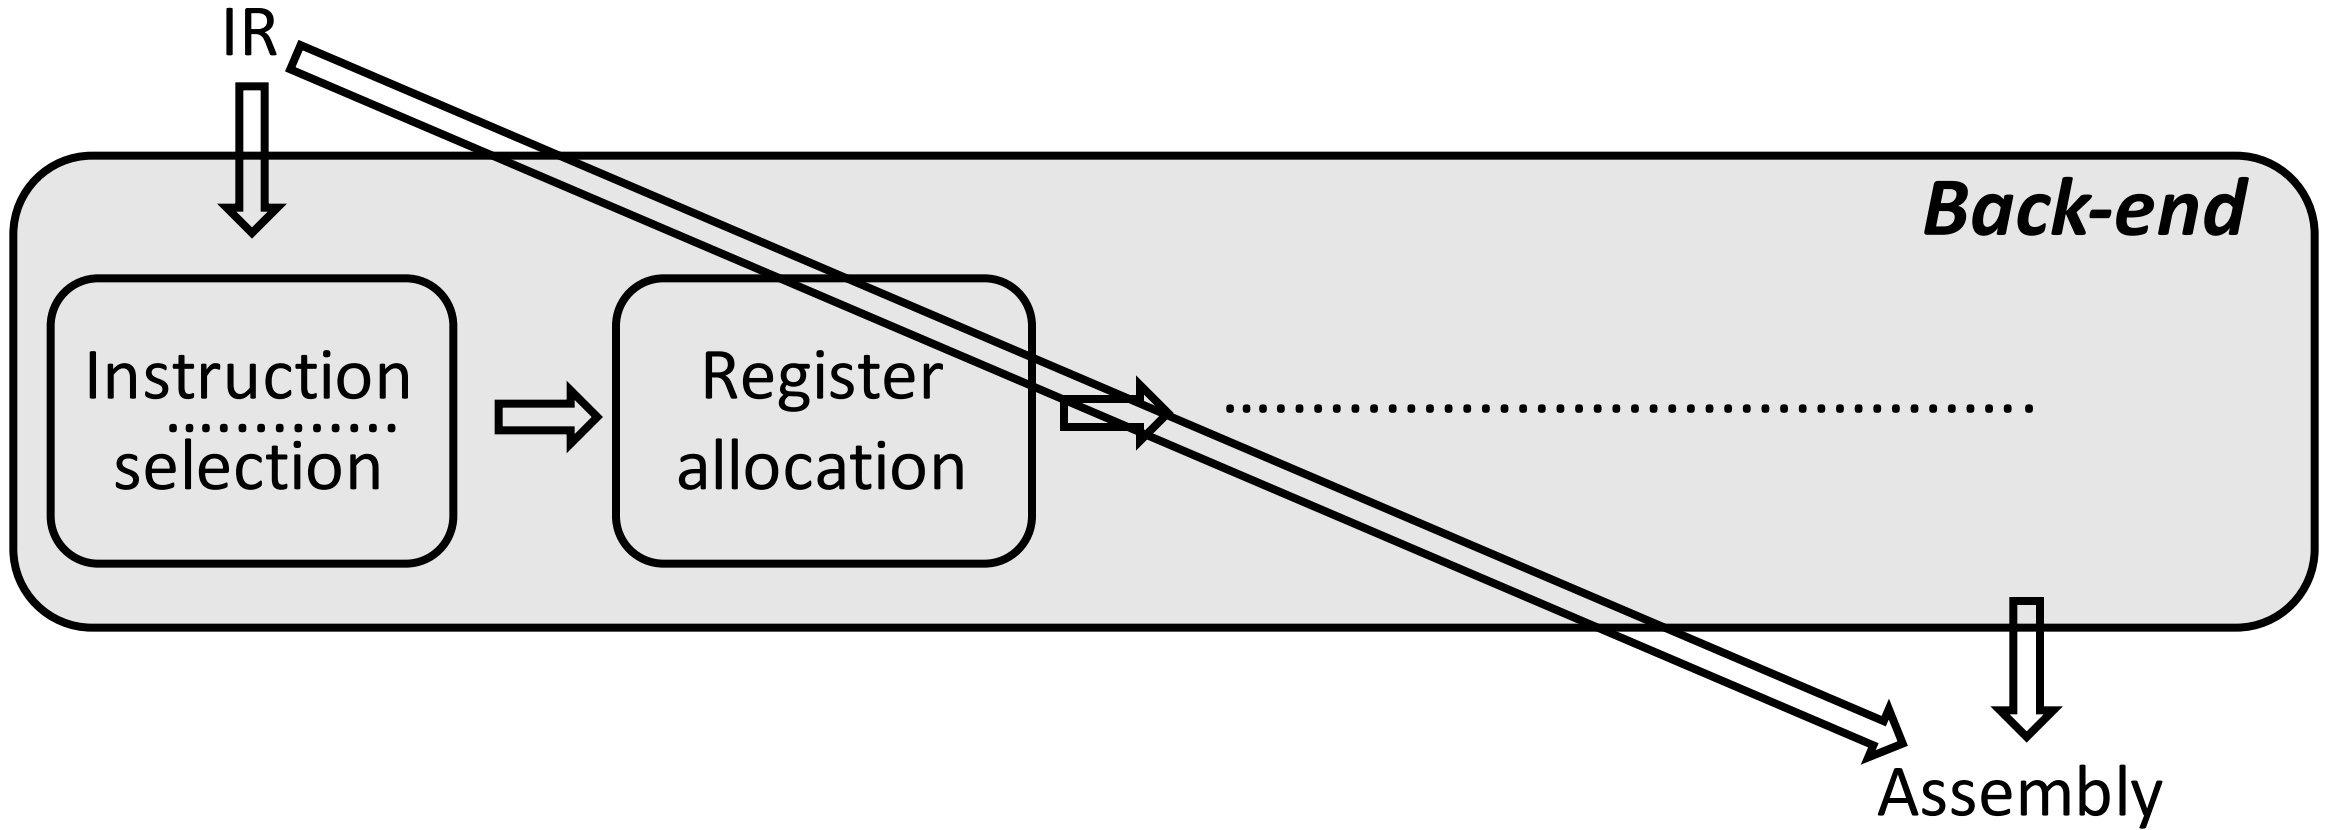 IR
Back-end
Instruction
selection
Register
allocation
Assembly